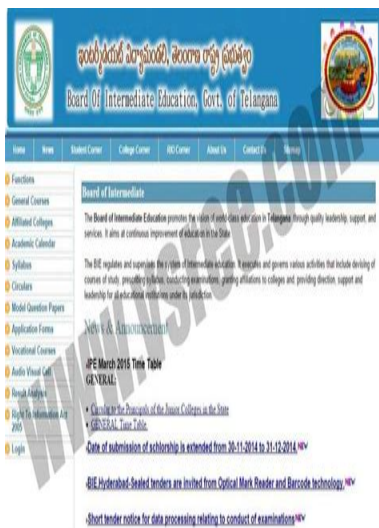 ఇంటర్మీడియట్ విద్యామండలి, తెలంగాణ రాష్ట్ర ప్రభుత్వం
Board Of Intermediate Education, Govt. of Telangana
Home News Student Corner College Corner RIO Corner About Us Contact Us Sitemap
Functions
General Courses
Affiliated Colleges
Academic Calendar
Syllabus
Circulars
Model Question Papers
Application Forms
Vocational Courses
Audio Visual Cell
Result Analysis
Right To Information Act
2005
Login
Board of Intermediate
The Board of Intermediate Education promotes the vision of world-class education in Telangana through quality leadership, support, and
services. It aims at continuous improvement of education in the State
The BIE regulates and supervises the system of Intermediate education. It executes and governs various activities that include devising of
courses of study, prescribing syllabus, conducting examinations, granting affiliations to colleges and, providing direction, support and
leadership for all educational institutions under its jurisdiction.
News & Announcement
IPE March 2015 Time Table
GENERAL:
Circular to the Principals of the Junior Colleges in the State
GENERAL Time Table.
Date of submission of schlorship is extended from 30-11-2014 to 31-12-2014. NEW
BIE,Hyderabad-Sealed tenders are invited from Optical Mark Reader and Barcode technology. NEW
Short tender notice for data processing relating to conduct of examinations NEW